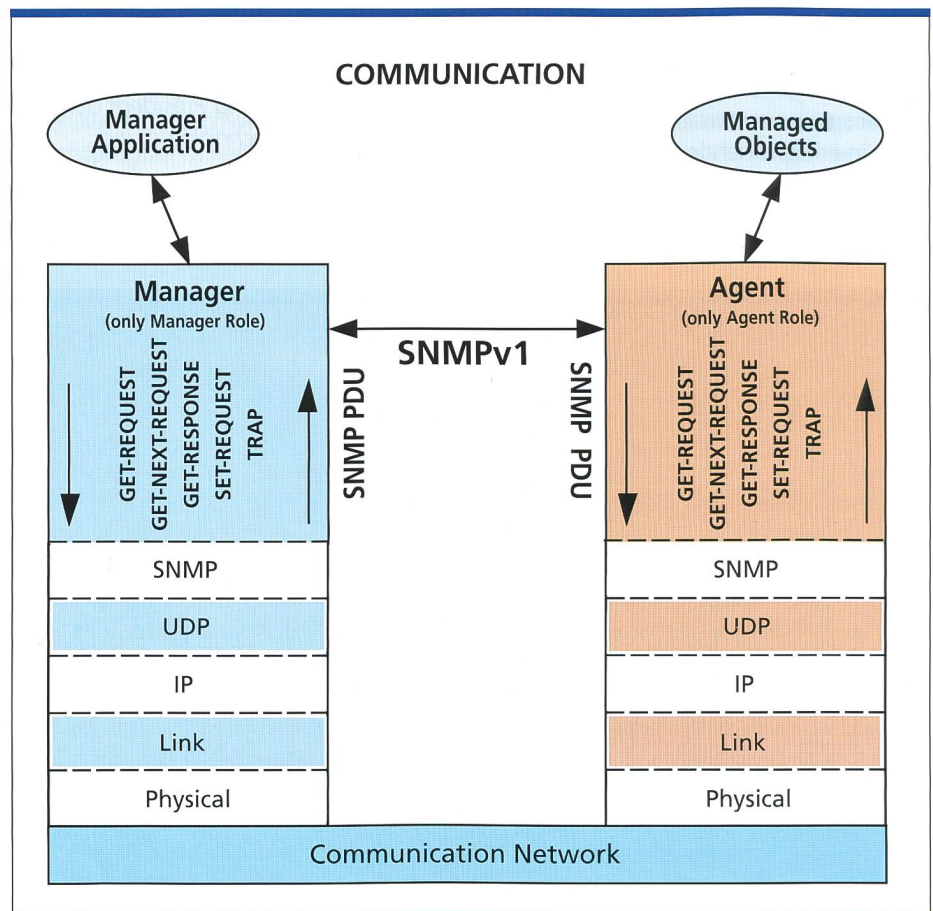 COMMUNICATION
Manager
Application
Managed
Objects
Manager
(only Manager Role)
GET-REQUEST
GET-NEXT-REQUEST
GET-RESPONSE
SET-REQUEST
TRAP
SNMP PDU
SNMPv1
SNMP PDU
Agent
(only Agent Role)
GET-REQUEST
GET-NEXT-REQUEST
GET-RESPONSE
SET-REQUEST
TRAP
SNMP
UDP
IP
Link
Physical
SNMP
UDP
IP
Link
Physical
Communication Network